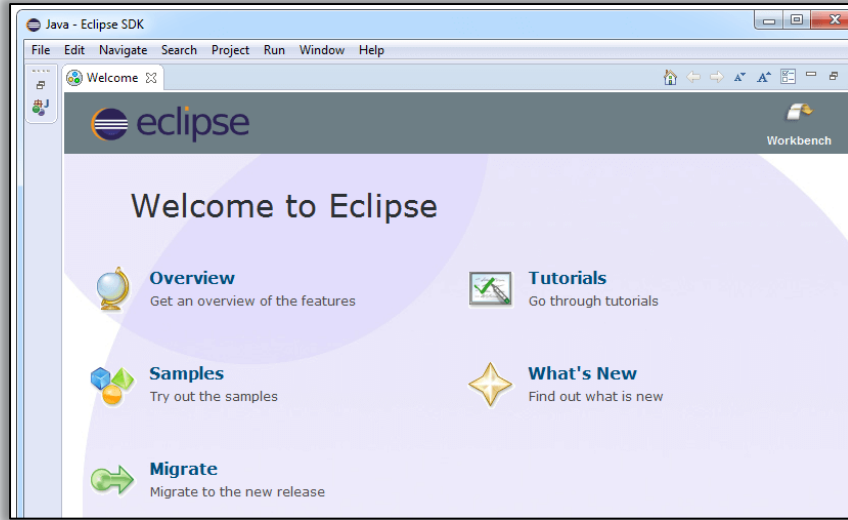 Java - Eclipse SDK
File Edit Navigate Search Project Run Window Help
Welcome
eclipse
Workbench
Welcome to Eclipse
Overview
Get an overview of the features
Tutorials
Go through tutorials
Samples
Try out the samples
What's New
Find out what is new
Migrate
Migrate to the new release